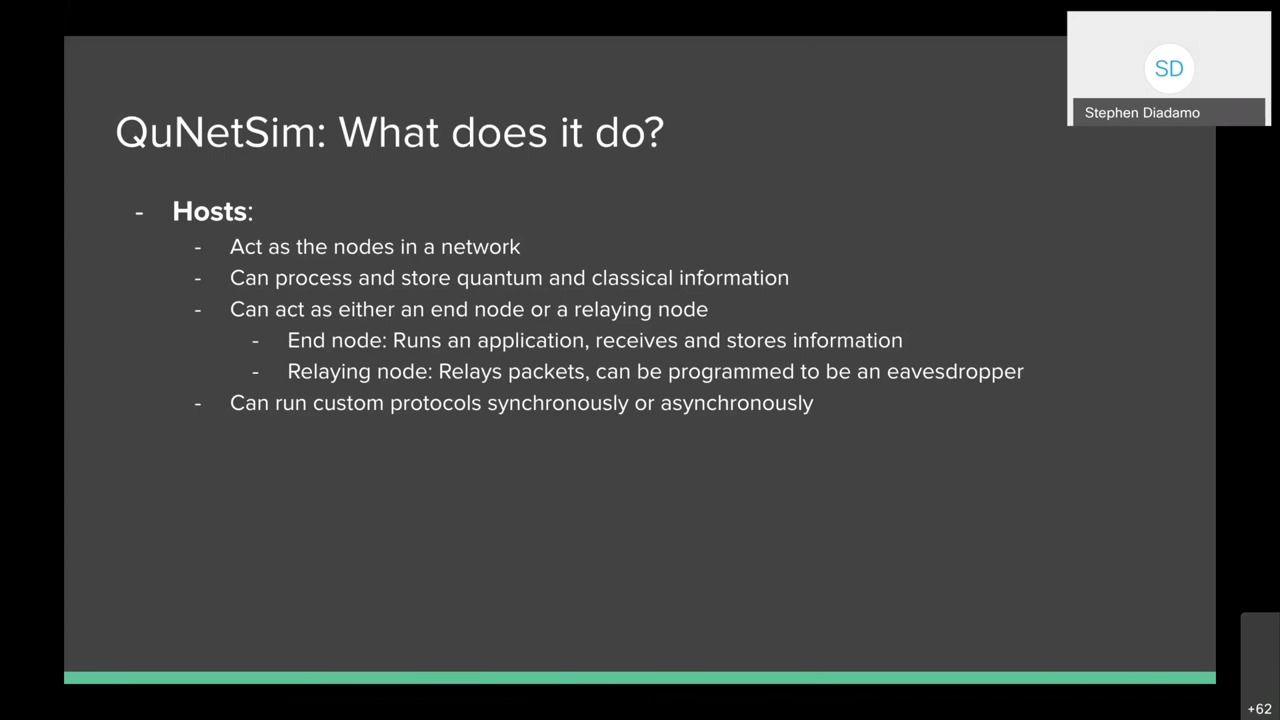 SD
Stephen Diadamo
QuNetSim: What does it do?
- Hosts:
- Act as the nodes in a network
- Can process and store quantum and classical information
- Can act as either an end node or a relaying node
- End node: Runs an application, receives and stores information
- Relaying node: Relays packets, can be programmed to be an eavesdropper
- Can run custom protocols synchronously or asynchronously
+62